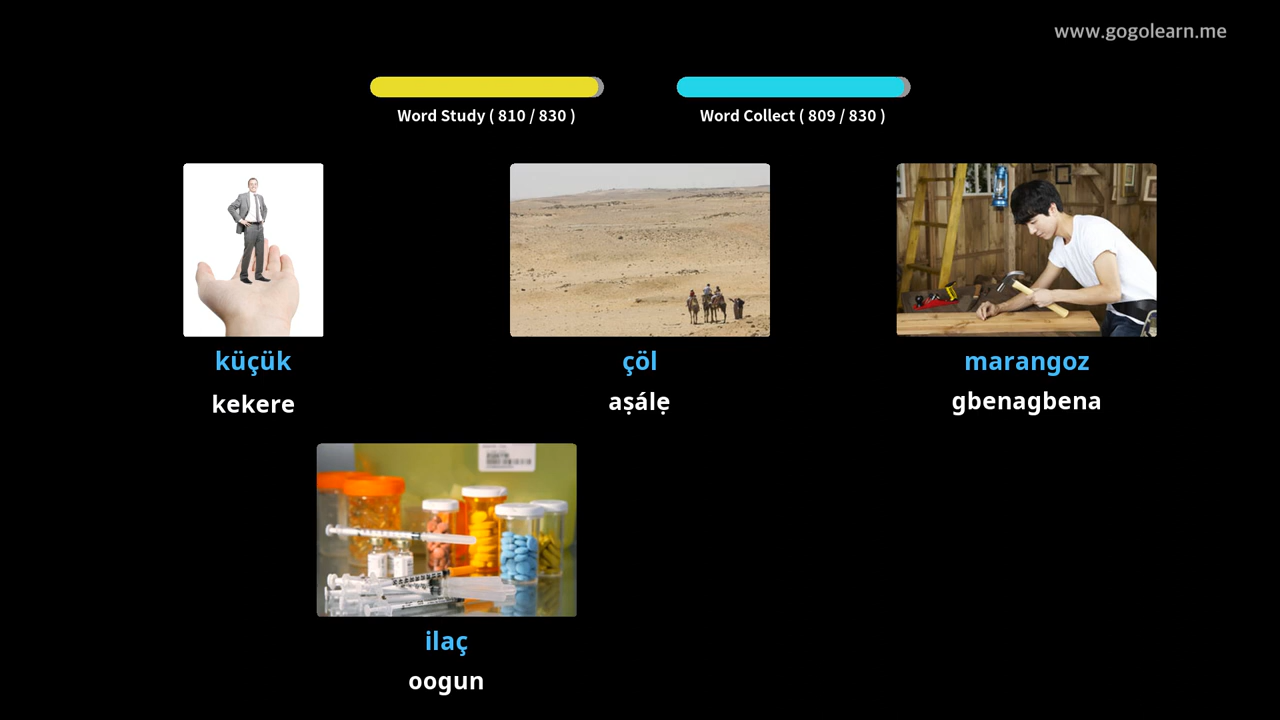 www.gogolearn.me
Word Study ( 810 / 830 )
Word Collect ( 809 / 830 )
küçük
kekere
çöl
aṣálẹ
marangoz
gbenagbena
ilaç
oogun